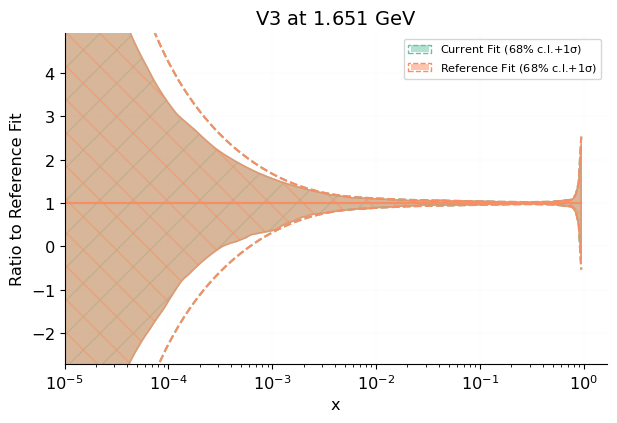 V3 at 1.651 GeV
Current Fit (68% c.l.+1σ)
Reference Fit (68% c.l.+1σ)
Ratio to Reference Fit
4
3
2
1
0
−1
−2
10⁻⁵ 10⁻⁴ 10⁻³ 10⁻² 10⁻¹ 10⁰
x